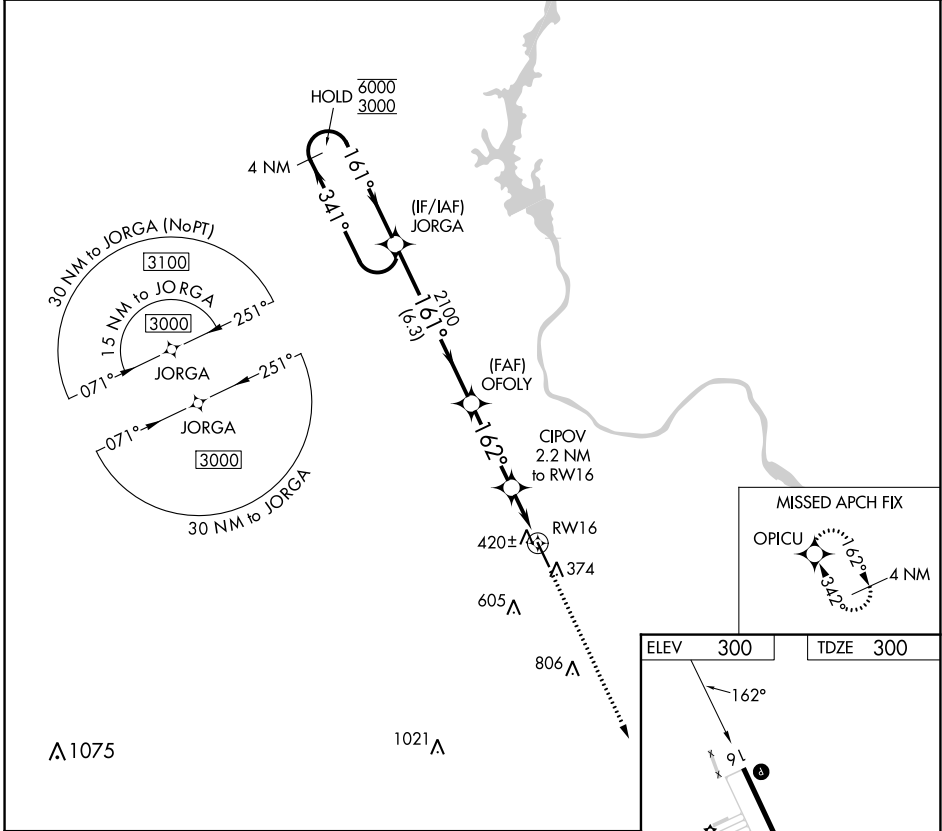 HOLD 6000
3000
4 NM
161°
341°
(IF/IAF)
JORGA
2100
161°
(6.3)
30 NM to JORGA (NoPT)
3100
15 NM to JORGA
3000
251°
071°
JORGA
251°
071°
JORGA
3000
30 NM to JORGA
(FAF)
OFOLY
162°
CIPOV
2.2 NM
to RW16
RW16
420±
374
605
806
1021
1075
MISSED APCH FIX
OPICU
162°
342°
4 NM
ELEV 300
TDZE 300
162°
16
P
x
x